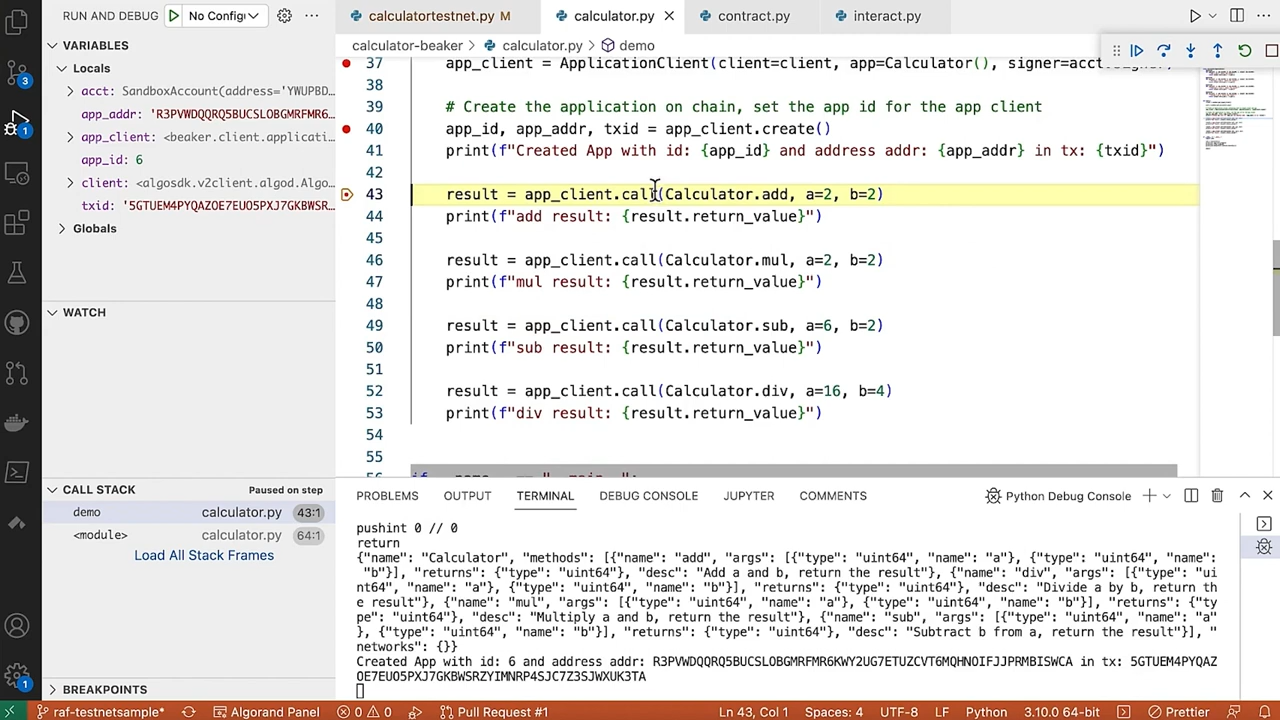 RUN AND DEBUG
No Config
calculatortestnet.py M
calculator.py
contract.py
interact.py
calculator-beaker > calculator.py > demo
VARIABLES
Locals
acct: SandboxAccount(address='YWUPBD…
app_addr: 'R3PVWDQQRQ5BUCSLOBGMRFMR6…
app_client: <beaker.client.applicati…
app_id: 6
client: <algosdk.v2client.algod.Algo…
txid: '5GTUEM4PYQAZOE7EUO5PXJ7GKBWSR…
Globals
WATCH
CALL STACK
Paused on step
demo calculator.py 43:1
<module> calculator.py 64:1
Load All Stack Frames
BREAKPOINTS
37 app_client = ApplicationClient(client=client, app=Calculator(), signer=acct.signer)
38
39 # Create the application on chain, set the app id for the app client
40 app_id, app_addr, txid = app_client.create()
41 print(f"Created App with id: {app_id} and address addr: {app_addr} in tx: {txid}")
42
43 result = app_client.call(Calculator.add, a=2, b=2)
44 print(f"add result: {result.return_value}")
45
46 result = app_client.call(Calculator.mul, a=2, b=2)
47 print(f"mul result: {result.return_value}")
48
49 result = app_client.call(Calculator.sub, a=6, b=2)
50 print(f"sub result: {result.return_value}")
51
52 result = app_client.call(Calculator.div, a=16, b=4)
53 print(f"div result: {result.return_value}")
54
55
56 if __name__ == "__main__":
PROBLEMS OUTPUT TERMINAL DEBUG CONSOLE JUPYTER COMMENTS Python Debug Console
pushint 0 // 0
return
{"name": "Calculator", "methods": [{"name": "add", "args": [{"type": "uint64", "name": "a"}, {"type": "uint64", "name":
"b"}], "returns": {"type": "uint64"}, "desc": "Add a and b, return the result"}, {"name": "div", "args": [{"type": "ui
nt64", "name": "a"}, {"type": "uint64", "name": "b"}], "returns": {"type": "uint64"}, "desc": "Divide a by b, return th
e result"}, {"name": "mul", "args": [{"type": "uint64", "name": "a"}, {"type": "uint64", "name": "b"}], "returns": {"ty
pe": "uint64"}, "desc": "Multiply a and b, return the result"}, {"name": "sub", "args": [{"type": "uint64", "name": "a"
}, {"type": "uint64", "name": "b"}], "returns": {"type": "uint64"}, "desc": "Subtract b from a, return the result"}], "
networks": {}}
Created App with id: 6 and address addr: R3PVWDQQRQ5BUCSLOBGMRFMR6KWY2UG7ETUZCVT6MQHNOIFJJPRMBISWCA in tx: 5GTUEM4PYQAZ
OE7EUO5PXJ7GKBWSRZYIMNRP4SJC7Z3SJWXUK3TA
raf-testnetsample* Algorand Panel 0 0 Pull Request #1 Ln 43, Col 1 Spaces: 4 UTF-8 LF Python 3.10.0 64-bit Prettier